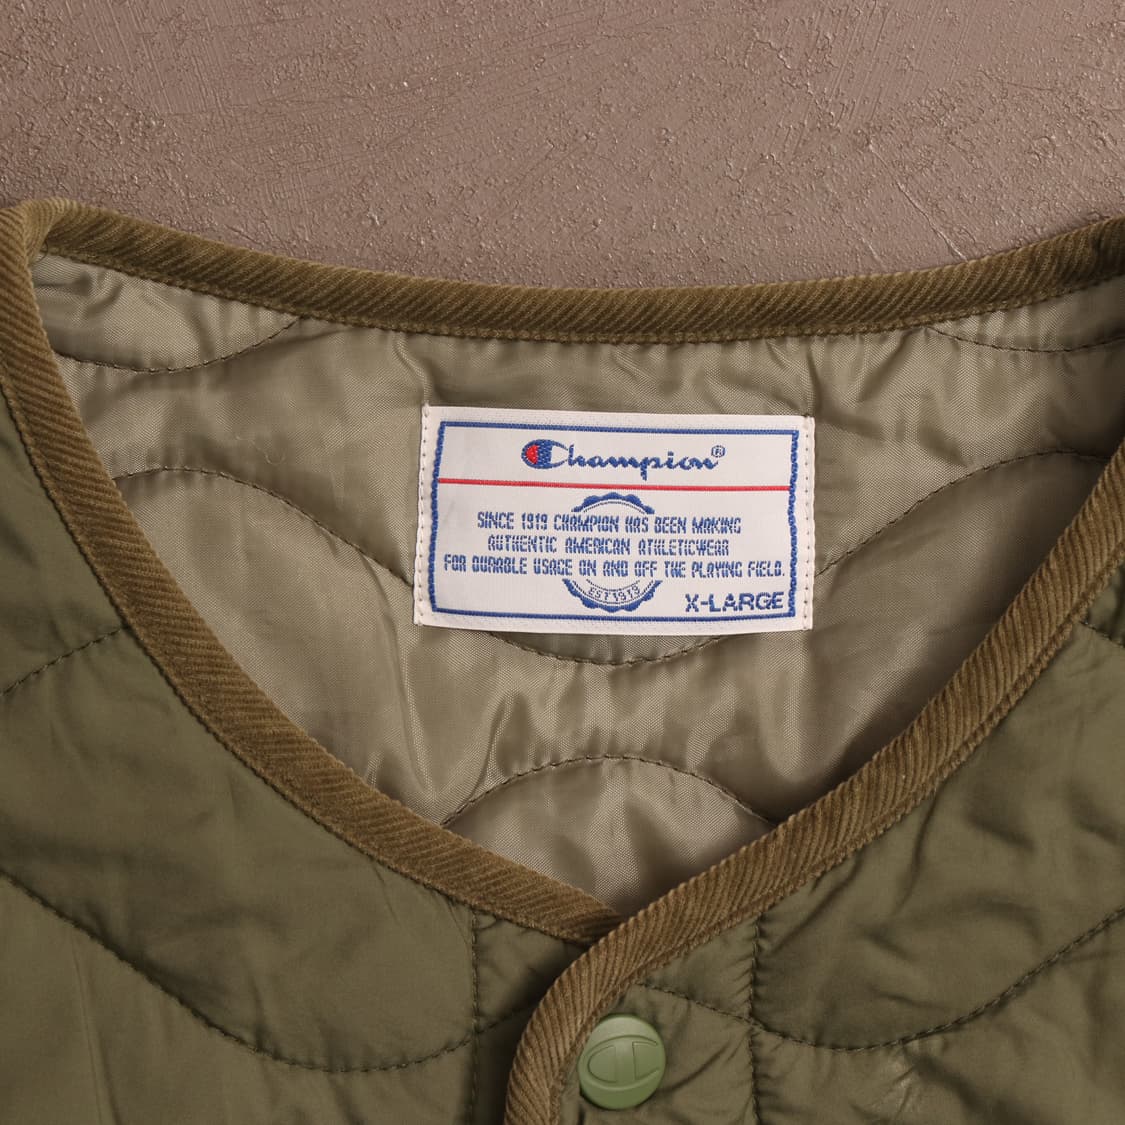 Champion®
SINCE 1919 CHAMPION HAS BEEN MAKING
AUTHENTIC AMERICAN ATHLETICWEAR
FOR DURABLE USAGE ON AND OFF THE PLAYING FIELD.
EST 1919
X-LARGE